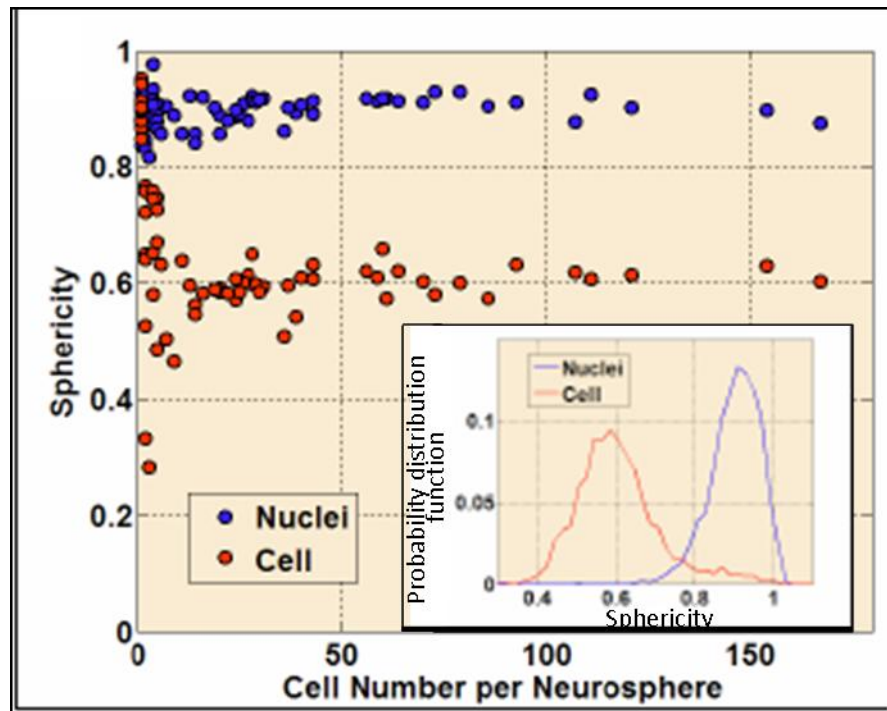 1
0.8
0.6
0.4
0.2
0
Sphericity
Nuclei
Cell
0 50 100 150
Cell Number per Neurosphere
Probability distribution
function
Nuclei
Cell
0.1
0.05
0
0.4 0.6 0.8 1
Sphericity